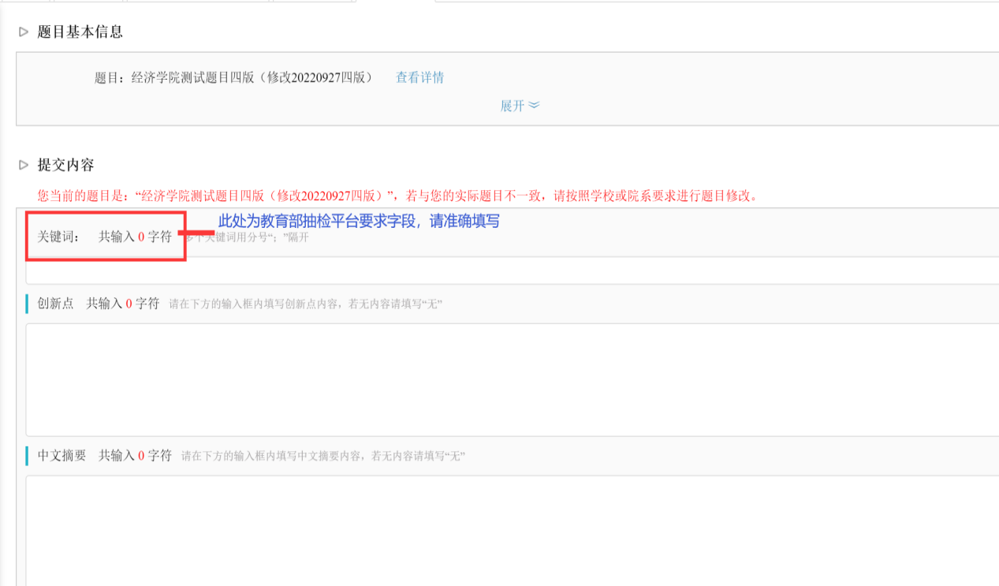 题目基本信息
题目：经济学院测试题目四版（修改20220927四版） 查看详情
展开
提交内容
您当前的题目是：“经济学院测试题目四版（修改20220927四版）”，若与您的实际题目不一致，请按照学校或院系要求进行题目修改。
此处为教育部抽检平台要求字段，请准确填写
关键词： 共输入 0 字符 多个关键词用分号“；”隔开
创新点 共输入 0 字符 请在下方的输入框内填写创新点内容，若无内容请填写“无”
中文摘要 共输入 0 字符 请在下方的输入框内填写中文摘要内容，若无内容请填写“无”